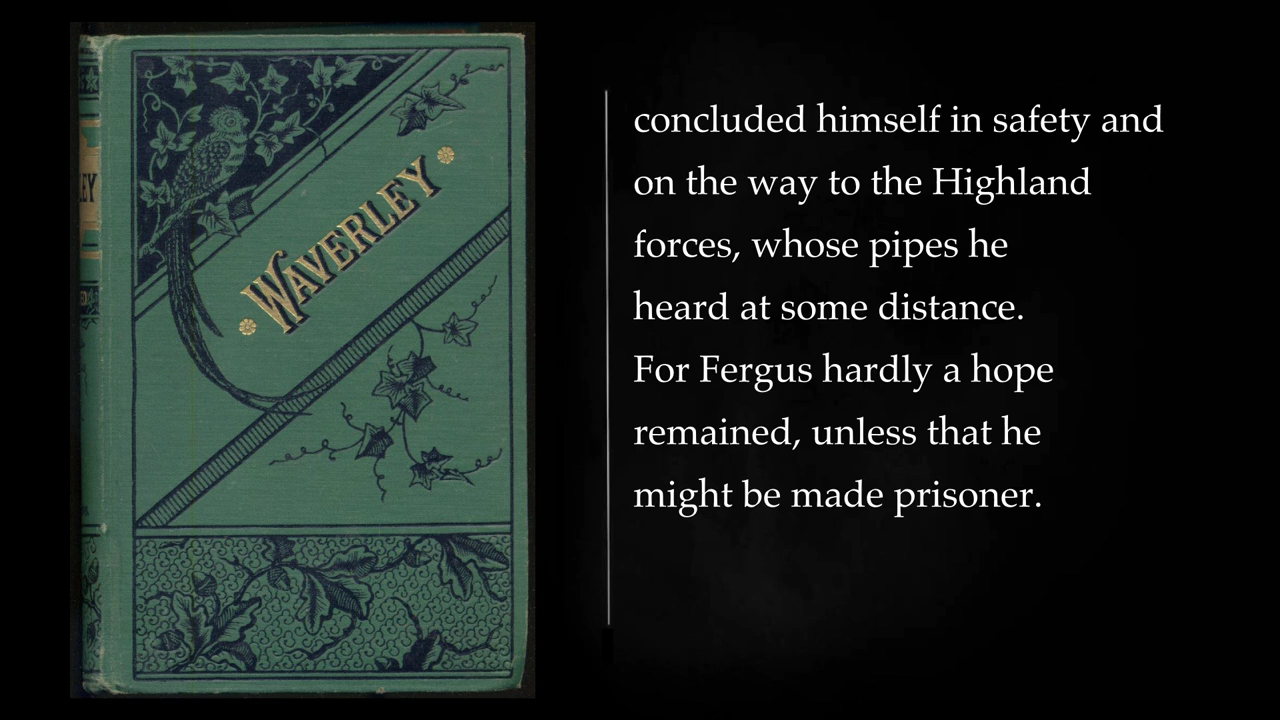 WAVERLEY
concluded himself in safety and
on the way to the Highland
forces, whose pipes he
heard at some distance.
For Fergus hardly a hope
remained, unless that he
might be made prisoner.